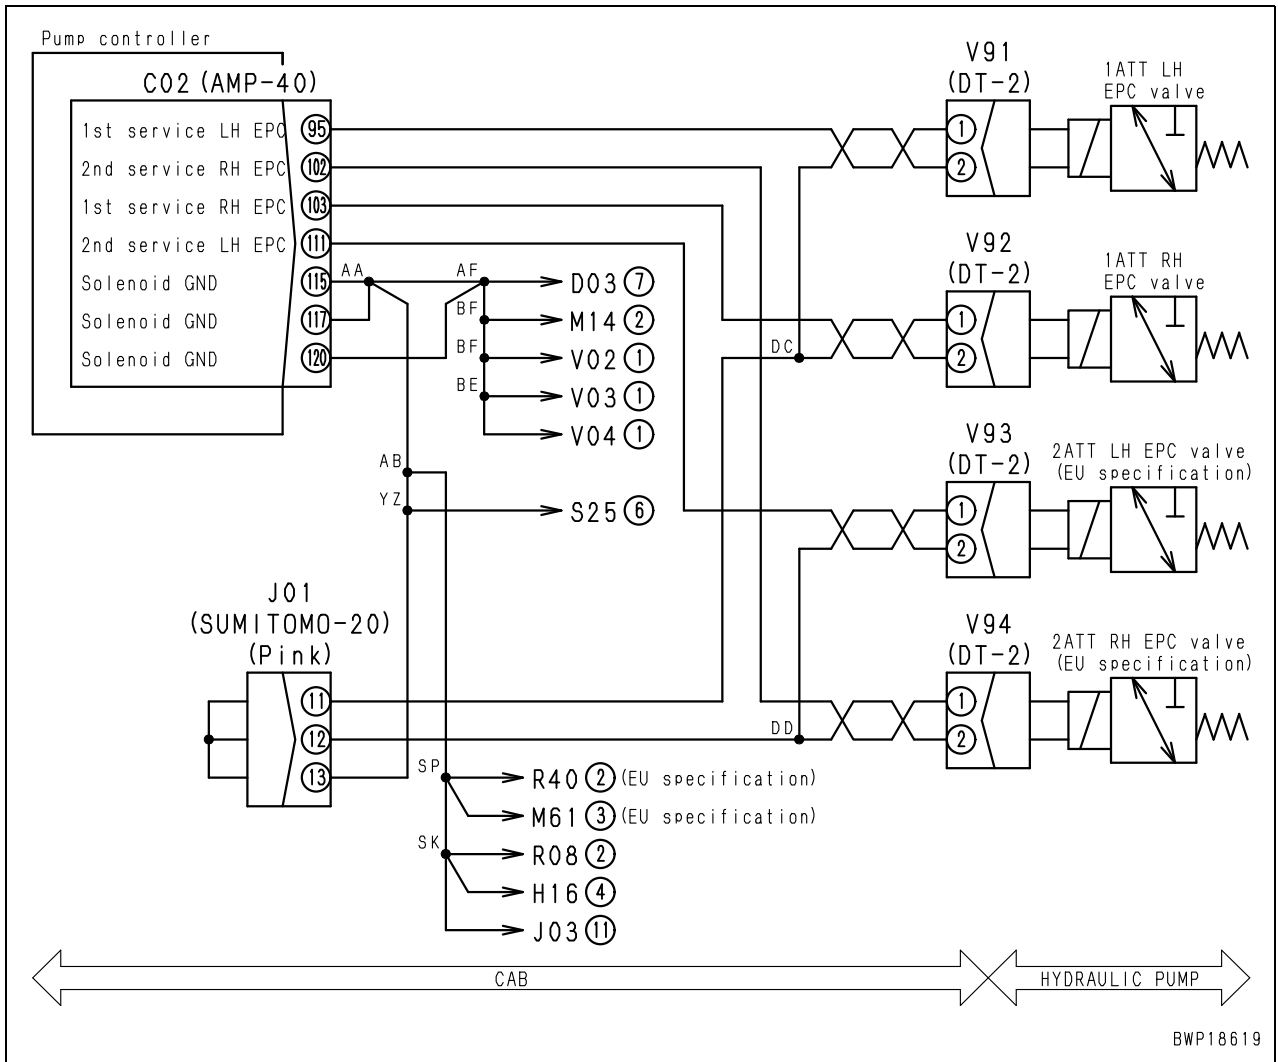 Pump controller
C02 (AMP-40)
1st service LH EPC 95
2nd service RH EPC 102
1st service RH EPC 103
2nd service LH EPC 111
Solenoid GND 115
Solenoid GND 117
Solenoid GND 120
AA
AF
BF
BF
BE
D03 7
M14 2
V02 1
V03 1
V04 1
AB
YZ
S25 6
J01
(SUMITOMO-20)
(Pink)
11
12
13
SP
SK
R40 2 (EU specification)
M61 3 (EU specification)
R08 2
H16 4
J03 11
DC
DD
V91
(DT-2)
1
2
1ATT LH
EPC valve
V92
(DT-2)
1
2
1ATT RH
EPC valve
V93
(DT-2)
1
2
2ATT LH EPC valve
(EU specification)
V94
(DT-2)
1
2
2ATT RH EPC valve
(EU specification)
CAB
HYDRAULIC PUMP
BWP18619